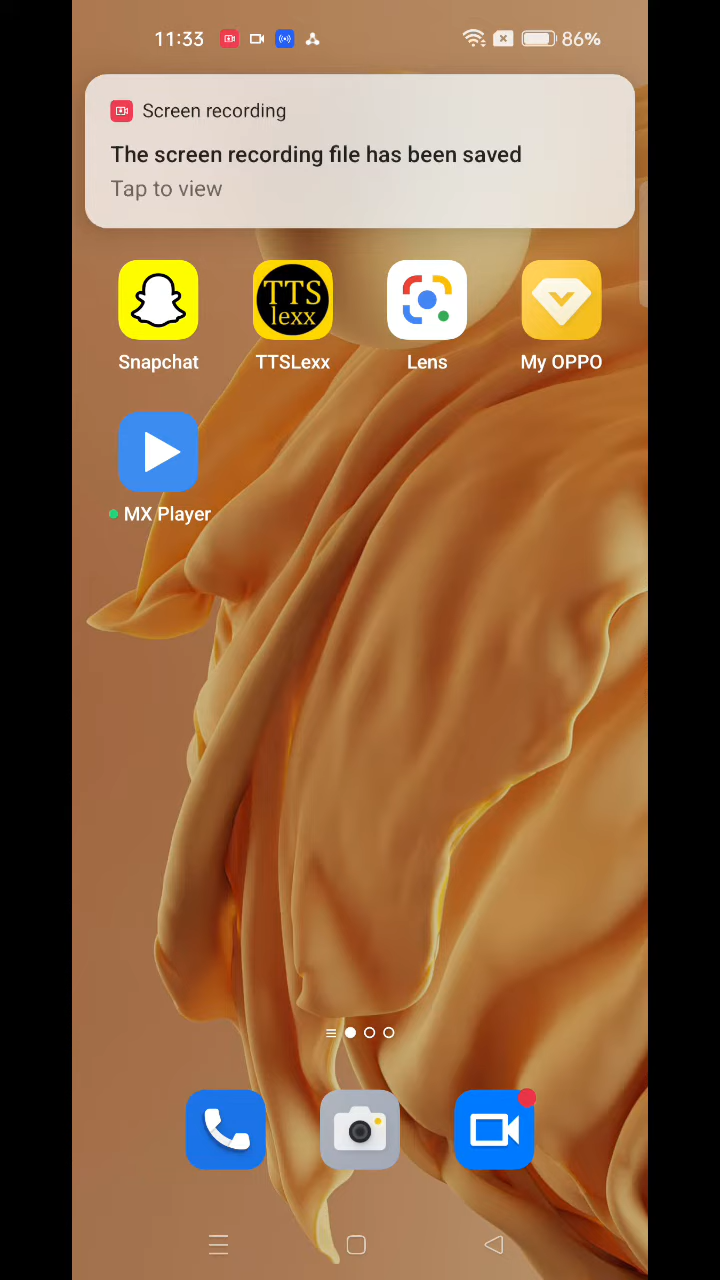 11:33
86%
Screen recording
The screen recording file has been saved
Tap to view
TTS
lexx
Snapchat
TTSLexx
Lens
My OPPO
MX Player